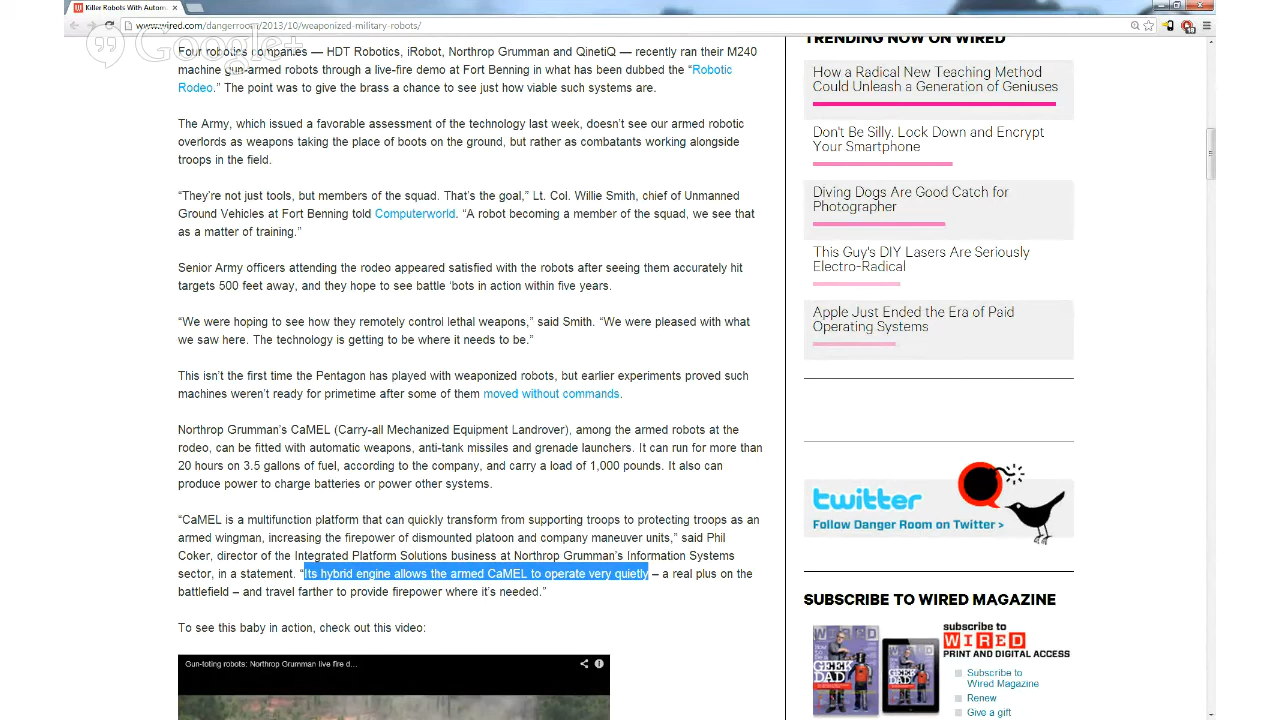 Killer Robots With Autom
www.wired.com/dangerroom/2013/10/weaponized-military-robots/
Google+
Four robotics companies — HDT Robotics, iRobot, Northrop Grumman and QinetiQ — recently ran their M240
machine gun-armed robots through a live-fire demo at Fort Benning in what has been dubbed the “Robotic
Rodeo.” The point was to give the brass a chance to see just how viable such systems are.
The Army, which issued a favorable assessment of the technology last week, doesn’t see our armed robotic
overlords as weapons taking the place of boots on the ground, but rather as combatants working alongside
troops in the field.
“They’re not just tools, but members of the squad. That’s the goal,” Lt. Col. Willie Smith, chief of Unmanned
Ground Vehicles at Fort Benning told Computerworld. “A robot becoming a member of the squad, we see that
as a matter of training.”
Senior Army officers attending the rodeo appeared satisfied with the robots after seeing them accurately hit
targets 500 feet away, and they hope to see battle ‘bots in action within five years.
“We were hoping to see how they remotely control lethal weapons,” said Smith. “We were pleased with what
we saw here. The technology is getting to be where it needs to be.”
This isn’t the first time the Pentagon has played with weaponized robots, but earlier experiments proved such
machines weren’t ready for primetime after some of them moved without commands.
Northrop Grumman’s CaMEL (Carry-all Mechanized Equipment Landrover), among the armed robots at the
rodeo, can be fitted with automatic weapons, anti-tank missiles and grenade launchers. It can run for more than
20 hours on 3.5 gallons of fuel, according to the company, and carry a load of 1,000 pounds. It also can
produce power to charge batteries or power other systems.
“CaMEL is a multifunction platform that can quickly transform from supporting troops to protecting troops as an
armed wingman, increasing the firepower of dismounted platoon and company maneuver units,” said Phil
Coker, director of the Integrated Platform Solutions business at Northrop Grumman’s Information Systems
sector, in a statement. “Its hybrid engine allows the armed CaMEL to operate very quietly – a real plus on the
battlefield – and travel farther to provide firepower where it’s needed.”
To see this baby in action, check out this video:
Gun-toting robots: Northrop Grumman live fire d...
TRENDING NOW ON WIRED
How a Radical New Teaching Method
Could Unleash a Generation of Geniuses
Don't Be Silly. Lock Down and Encrypt
Your Smartphone
Diving Dogs Are Good Catch for
Photographer
This Guy's DIY Lasers Are Seriously
Electro-Radical
Apple Just Ended the Era of Paid
Operating Systems
twitter
Follow Danger Room on Twitter >
SUBSCRIBE TO WIRED MAGAZINE
WIRED
GEEK
DAD
subscribe to
WIRED
PRINT AND DIGITAL ACCESS
Subscribe to
Wired Magazine
Renew
Give a gift